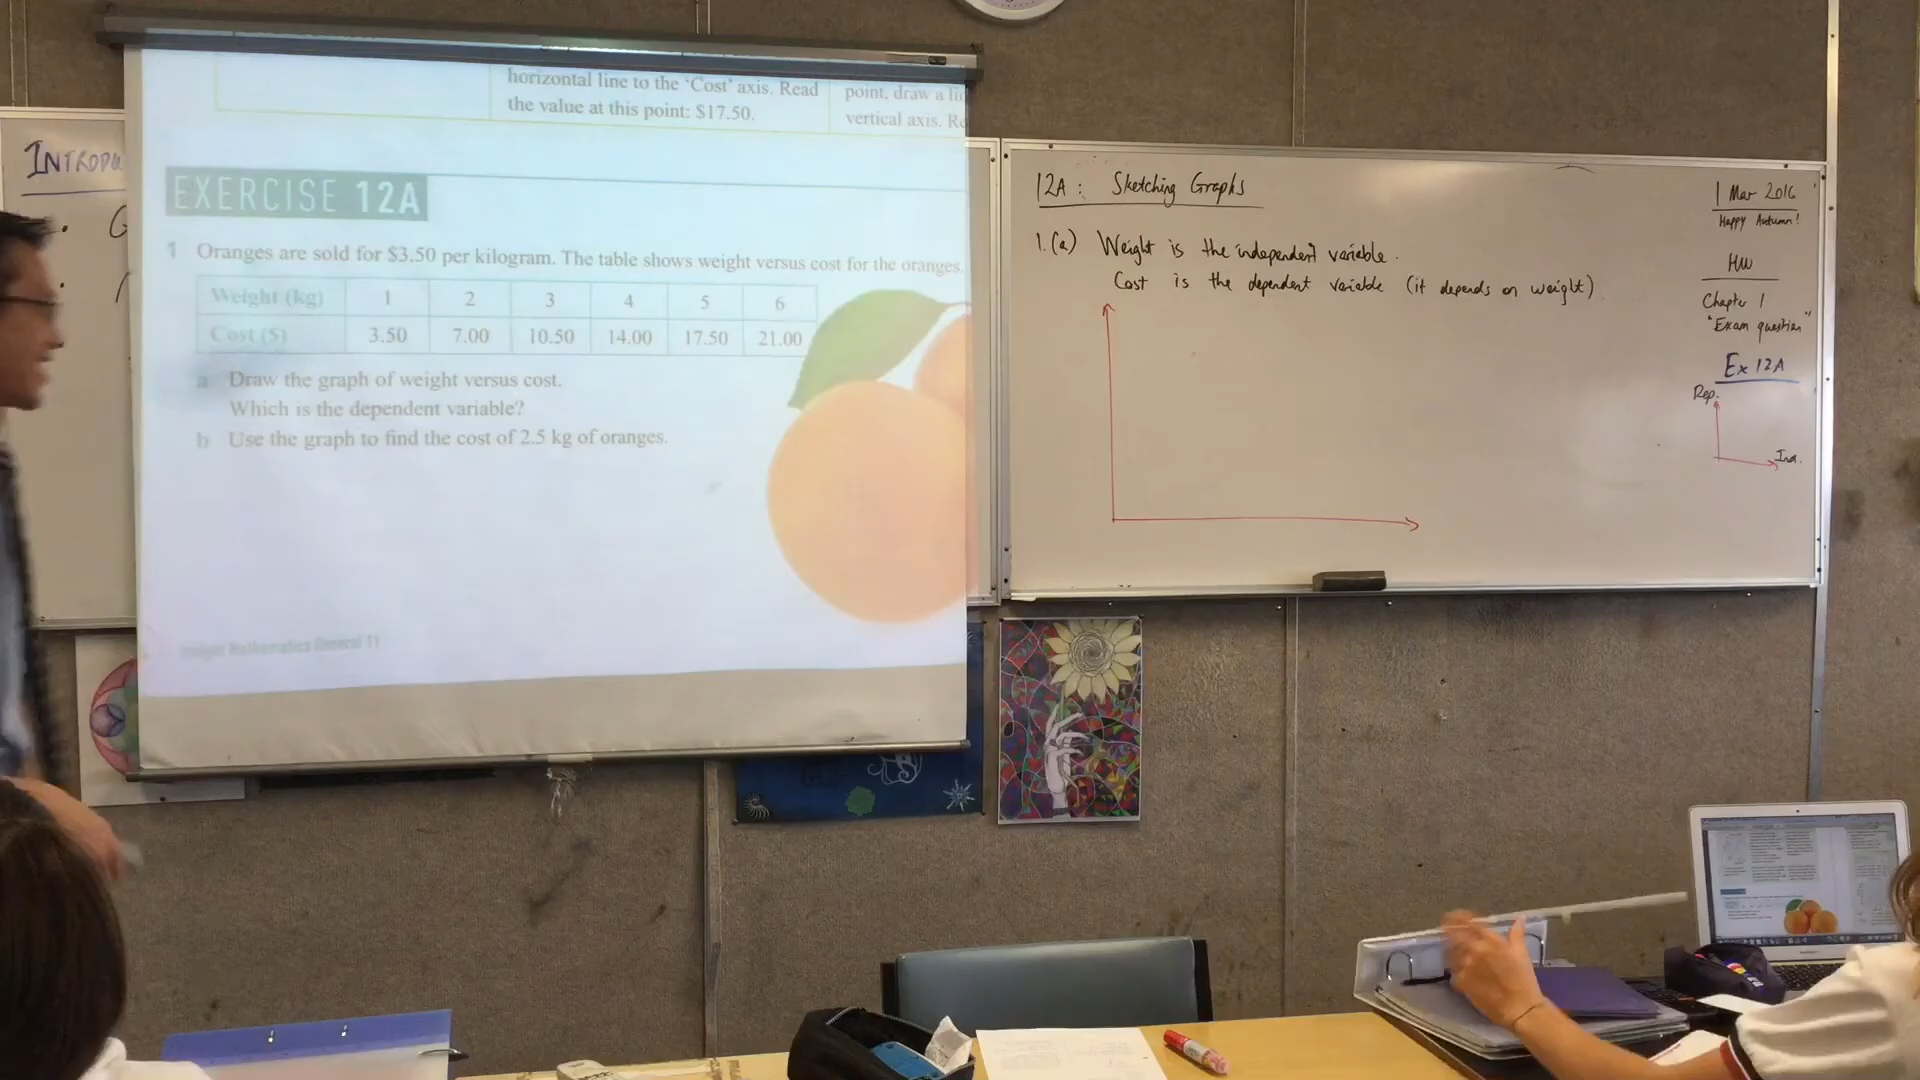 INTRODU
horizontal line to the ‘Cost’ axis. Read
the value at this point: $17.50.
point, draw a
vertical axis.
EXERCISE 12A
1 Oranges are sold for $3.50 per kilogram. The table shows weight versus cost for the oranges.
Weight (kg) 1 2 3 4 5 6
Cost ($) 3.50 7.00 10.50 14.00 17.50 21.00
a Draw the graph of weight versus cost.
Which is the dependent variable?
b Use the graph to find the cost of 2.5 kg of oranges.
Insight Mathematics General 11
12A: Sketching Graphs
1.(a) Weight is the independent variable.
Cost is the dependent variable (it depends on weight)
1 Mar 2016
Happy Autumn!
HW
Chapter 1
"Exam question"
Ex 12A
Dep.
Ind.